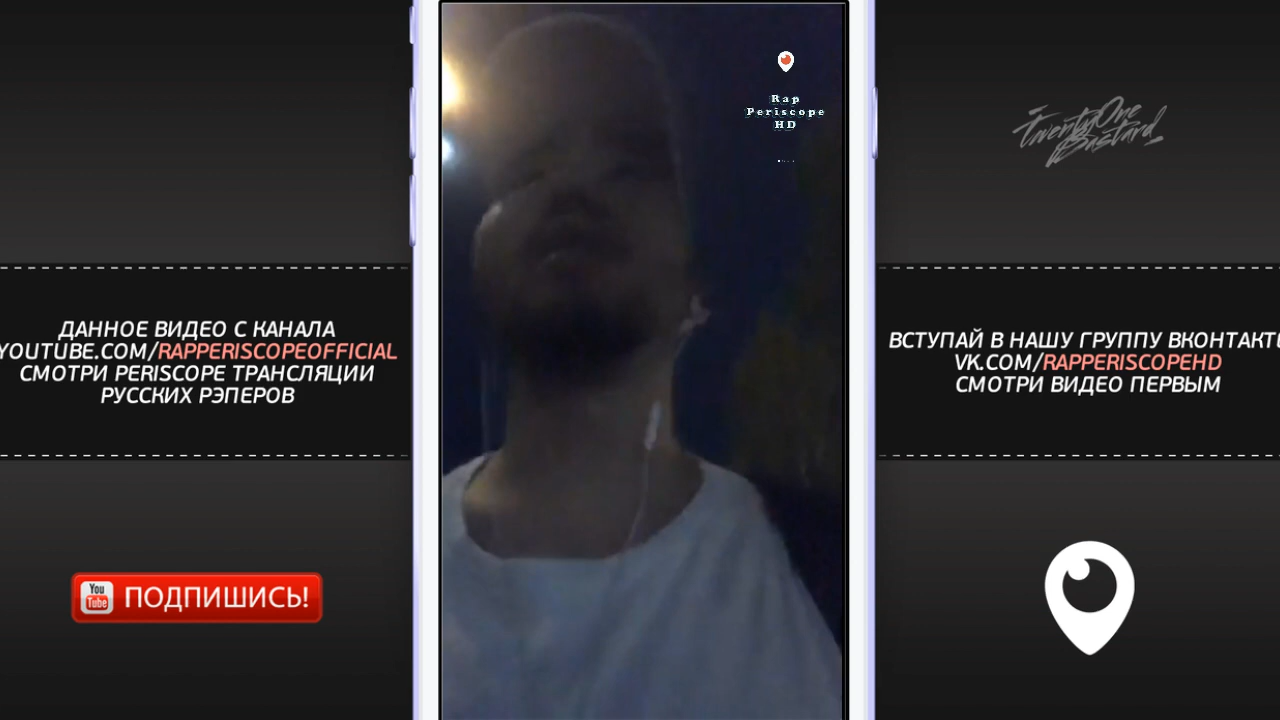 ДАННОЕ ВИДЕО С КАНАЛА
YOUTUBE.COM/RAPPERISCOPEOFFICIAL
СМОТРИ PERISCOPE ТРАНСЛЯЦИИ
РУССКИХ РЭПЕРОВ
You
Tube
ПОДПИШИСЬ!
Rap
Periscope
HD
TwentyOne
Bastard
ВСТУПАЙ В НАШУ ГРУППУ ВКОНТАКТЕ
VK.COM/RAPPERISCOPEHD
СМОТРИ ВИДЕО ПЕРВЫМ